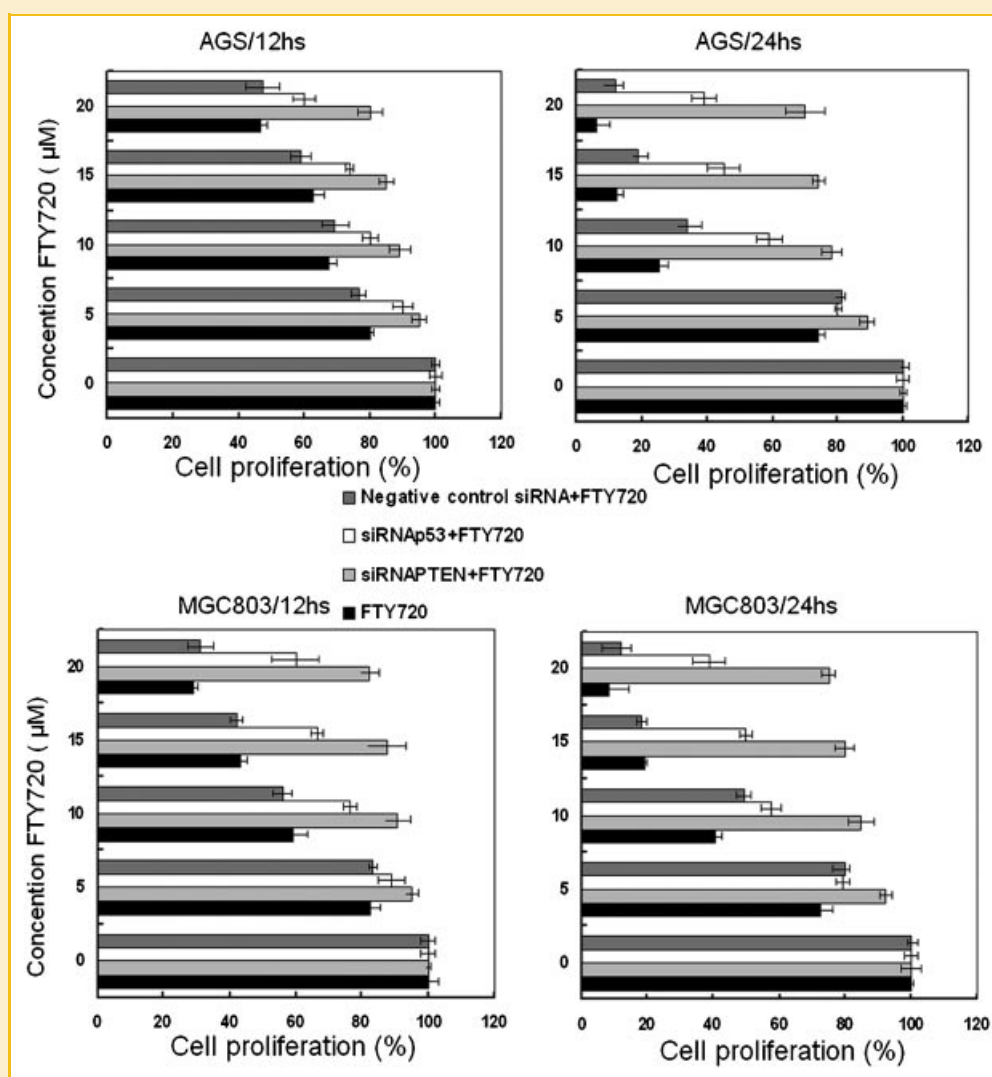 AGS/12hs
AGS/24hs
Concention FTY720 ( μM)
20
15
10
5
0
20
15
10
5
0
0 20 40 60 80 100 120
0 20 40 60 80 100 120
Cell proliferation (%)
Cell proliferation (%)
Negative control siRNA+FTY720
siRNAp53+FTY720
siRNAPTEN+FTY720
FTY720
MGC803/12hs
MGC803/24hs
Concention FTY720 ( μM)
20
15
10
5
0
20
15
10
5
0
0 20 40 60 80 100 120
0 20 40 60 80 100 120
Cell proliferation (%)
Cell proliferation (%)